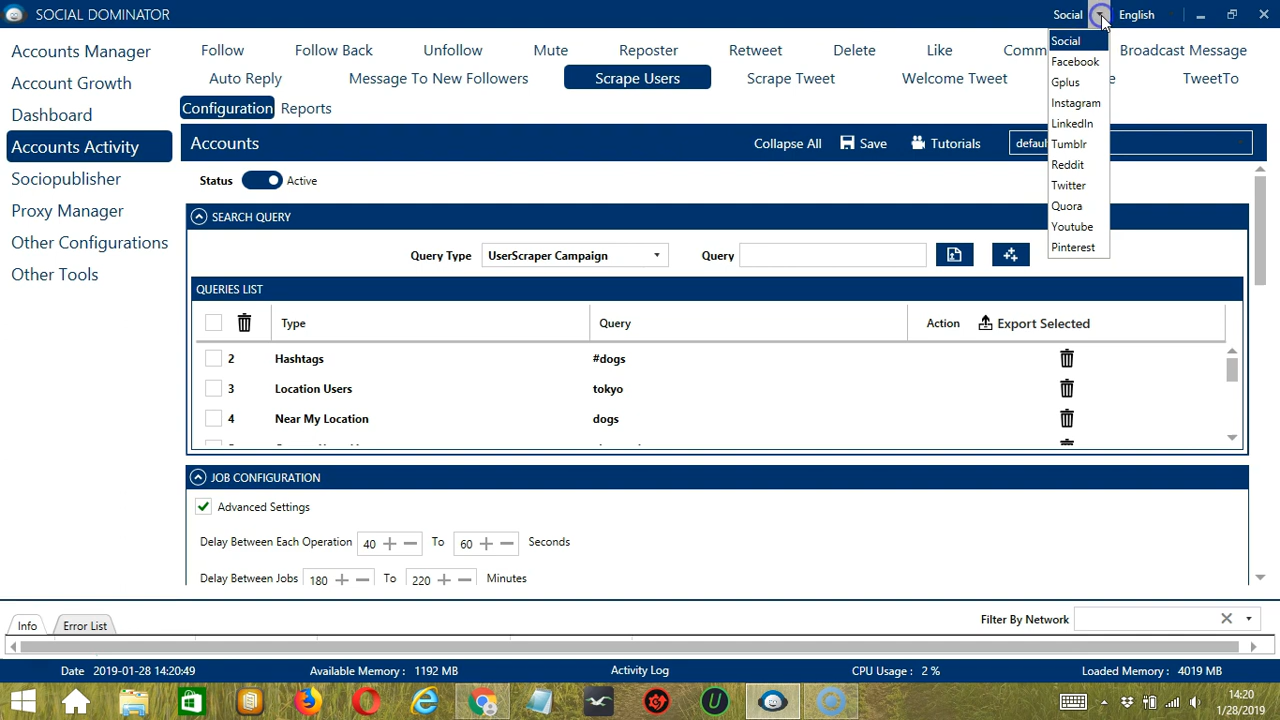 SOCIAL DOMINATOR
Social
English
Social
Facebook
Gplus
Instagram
LinkedIn
Tumblr
Reddit
Twitter
Quora
Youtube
Pinterest
Accounts Manager
Account Growth
Dashboard
Accounts Activity
Sociopublisher
Proxy Manager
Other Configurations
Other Tools
Follow Follow Back Unfollow Mute Reposter Retweet Delete Like Comm Broadcast Message
Auto Reply Message To New Followers Scrape Users Scrape Tweet Welcome Tweet TweetTo
Configuration Reports
Accounts Collapse All Save Tutorials
Status Active
SEARCH QUERY
Query Type UserScraper Campaign Query
QUERIES LIST
Type Query Action Export Selected
2 Hashtags #dogs
3 Location Users tokyo
4 Near My Location dogs
JOB CONFIGURATION
Advanced Settings
Delay Between Each Operation 40 To 60 Seconds
Delay Between Jobs 180 To 220 Minutes
Info Error List Filter By Network
Date 2019-01-28 14:20:49 Available Memory : 1192 MB Activity Log CPU Usage : 2 % Loaded Memory : 4019 MB
14:20
1/28/2019